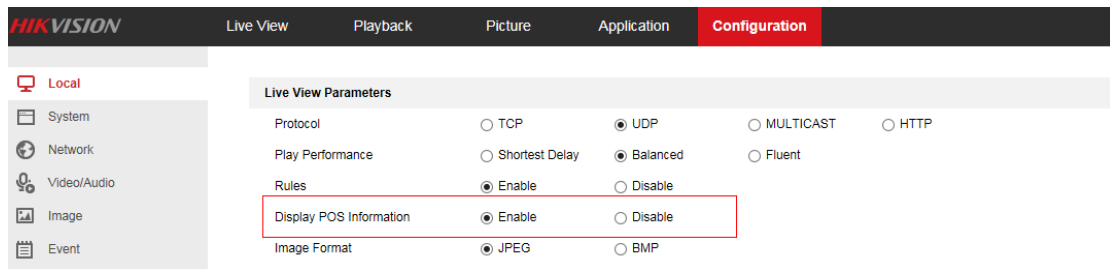 HIKVISION Live View Playback Picture Application Configuration
Local
System
Network
Video/Audio
Image
Event
Live View Parameters
Protocol TCP UDP MULTICAST HTTP
Play Performance Shortest Delay Balanced Fluent
Rules Enable Disable
Display POS Information Enable Disable
Image Format JPEG BMP